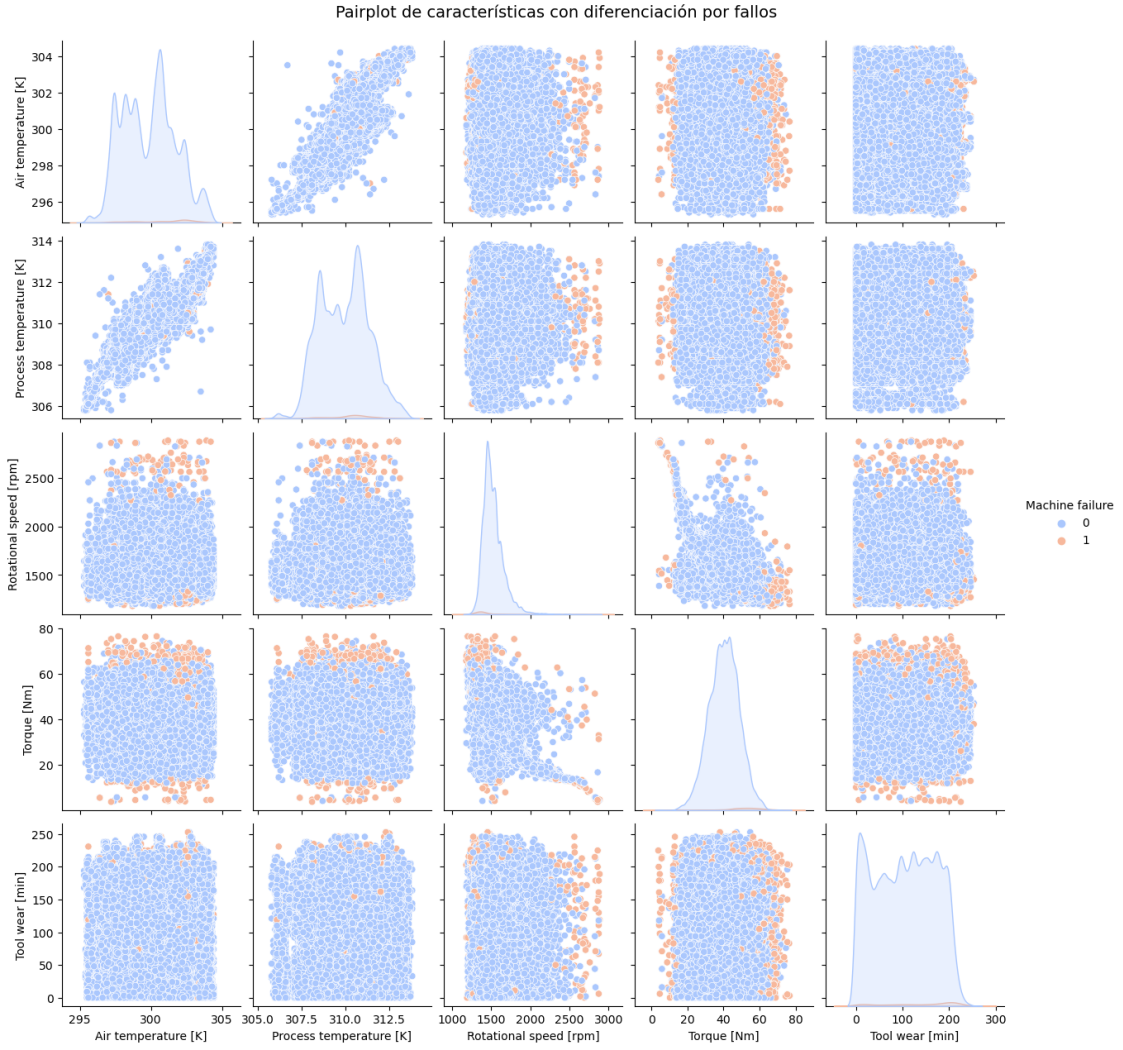 Pairplot de características con diferenciación por fallos
Air temperature [K]
304
302
300
298
296
Process temperature [K]
314
312
310
308
306
Rotational speed [rpm]
2500
2000
1500
Machine failure
0
1
Torque [Nm]
80
60
40
20
Tool wear [min]
250
200
150
100
50
0
295 300 305
305.0 307.5 310.0 312.5
1000 1500 2000 2500 3000
0 20 40 60 80
0 100 200 300
Air temperature [K]
Process temperature [K]
Rotational speed [rpm]
Torque [Nm]
Tool wear [min]